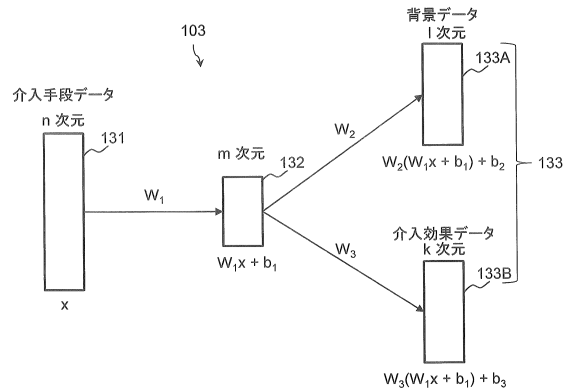 103
介入手段データ
n 次元
131
x
W₁
m 次元
132
W₁x + b₁
W₂
W₃
背景データ
l 次元
133A
W₂(W₁x + b₁) + b₂
133
介入効果データ
k 次元
133B
W₃(W₁x + b₁) + b₃